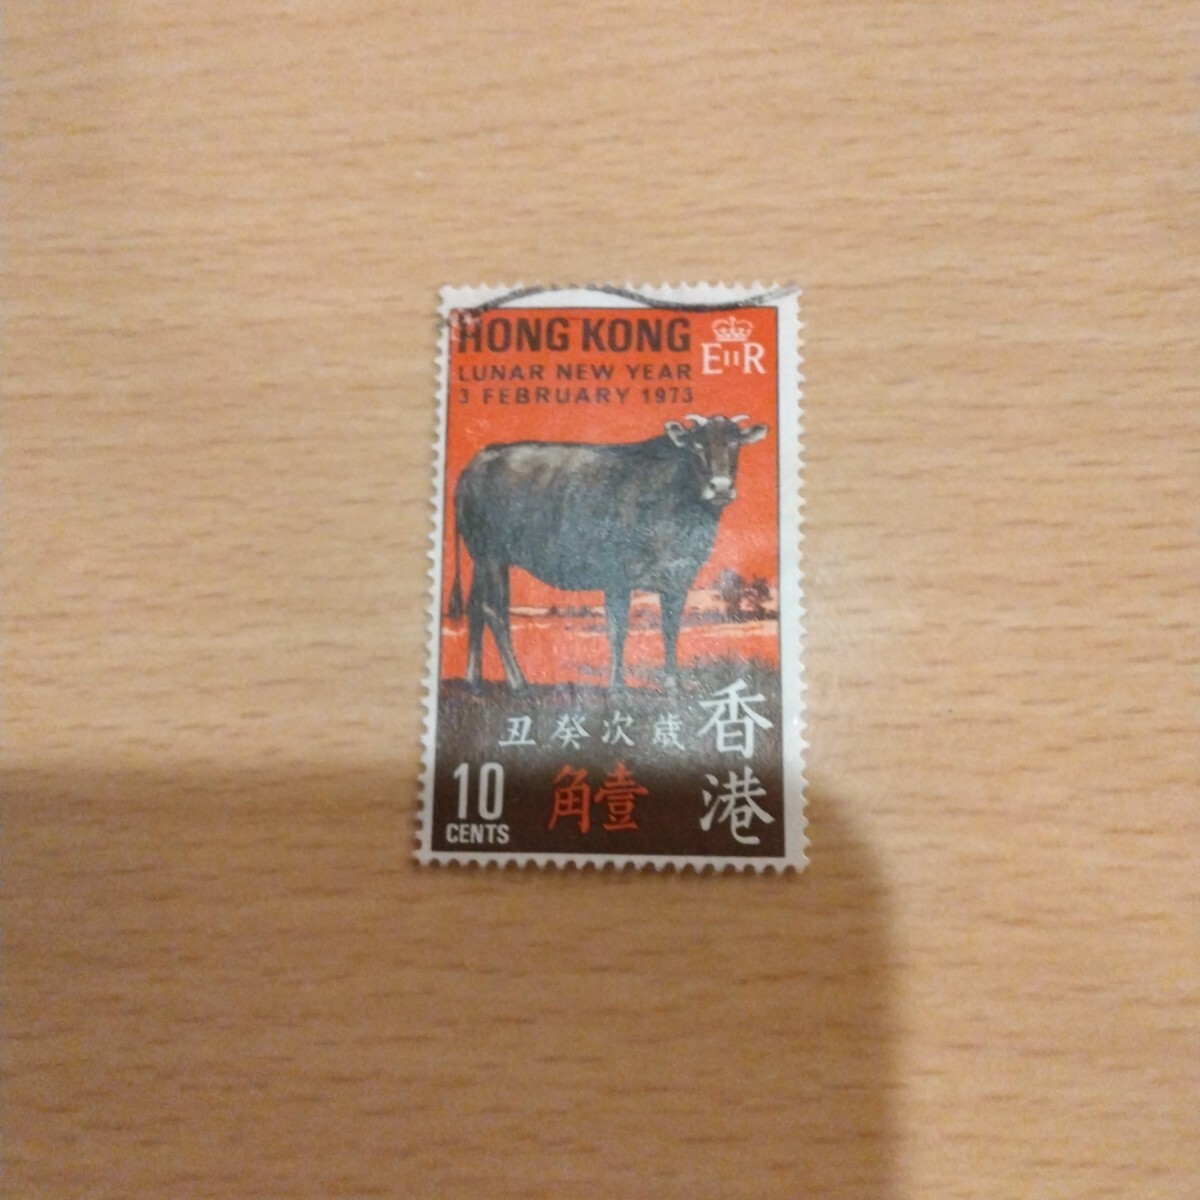 HONG KONG
EIIR
LUNAR NEW YEAR
3 FEBRUARY 1973
丑癸次歲
香港
10
角壹
CENTS